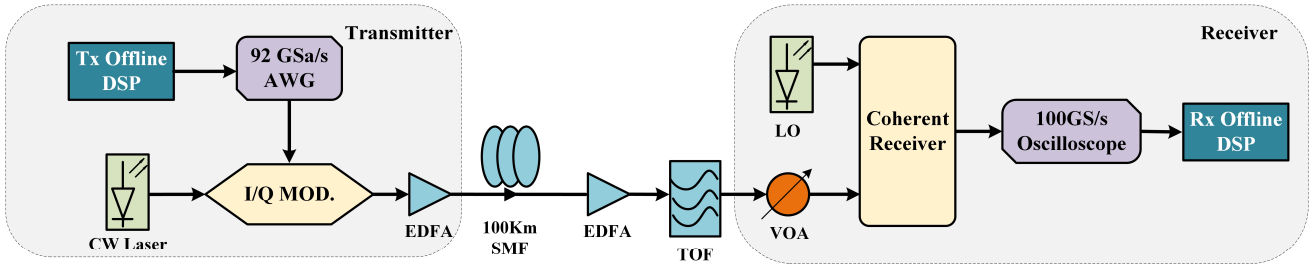 Transmitter
Tx Offline
DSP
92 GSa/s
AWG
CW Laser
I/Q MOD.
EDFA
100Km
SMF
EDFA
TOF
Receiver
LO
VOA
Coherent
Receiver
100GS/s
Oscilloscope
Rx Offline
DSP